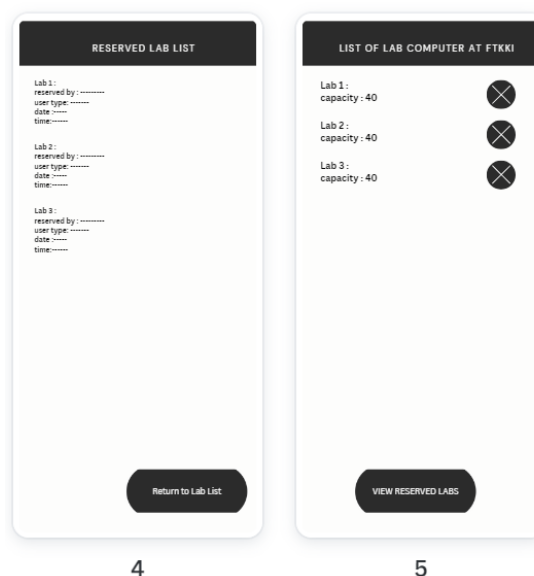 RESERVED LAB LIST
Lab 1 :
reserved by : ---------
user type: -------
date :-----
time:------
Lab 2 :
reserved by : ---------
user type: -------
date :-----
time:------
Lab 3 :
reserved by : ---------
user type: -------
date :-----
time:------
Return to Lab List
4
LIST OF LAB COMPUTER AT FTKKI
Lab 1 :
capacity : 40
Lab 2 :
capacity : 40
Lab 3 :
capacity : 40
VIEW RESERVED LABS
5